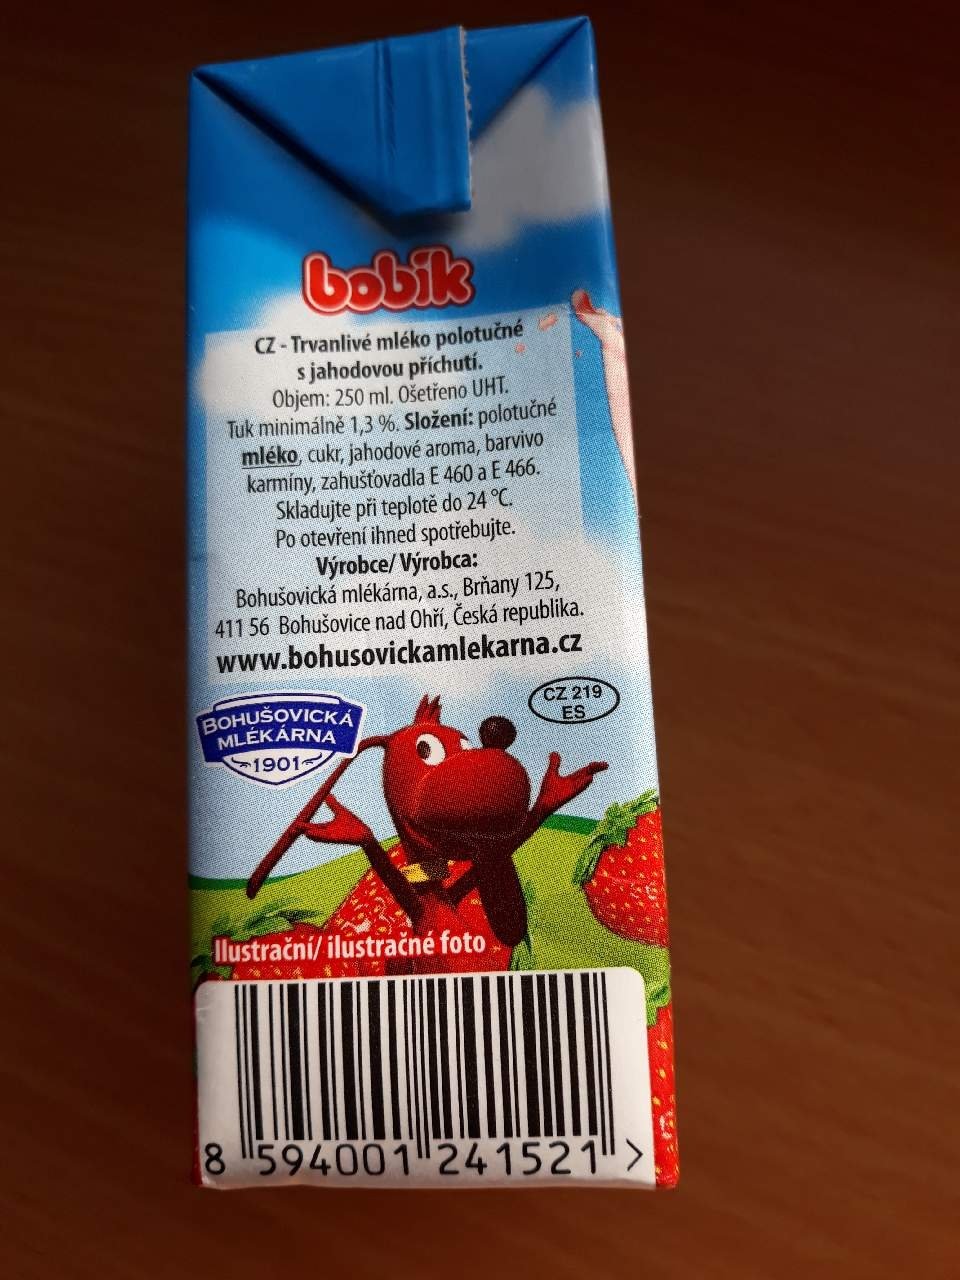 bobík
CZ - Trvanlivé mléko polotučné
s jahodovou příchutí.
Objem: 250 ml. Ošetřeno UHT.
Tuk minimálně 1,3 %. Složení: polotučné
mléko, cukr, jahodové aroma, barvivo
karmíny, zahušťovadla E 460 a E 466.
Skladujte při teplotě do 24 °C.
Po otevření ihned spotřebujte.
Výrobce/ Výrobca:
Bohušovická mlékárna, a.s., Brňany 125,
411 56 Bohušovice nad Ohří, Česká republika.
www.bohusovickamlekarna.cz
CZ 219
ES
BOHUŠOVICKÁ
MLÉKÁRNA
1901
Ilustrační/ ilustračné foto
8 594001 241521 >